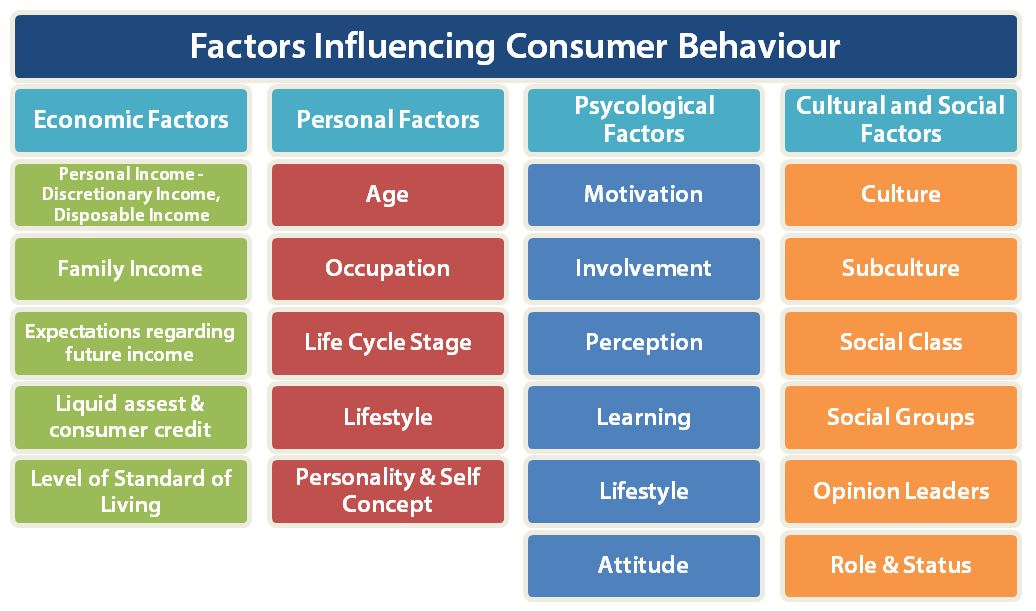 Factors Influencing Consumer Behaviour
Economic Factors
Personal Income -
Discretionary Income,
Disposable Income
Family Income
Expectations regarding
future income
Liquid assest &
consumer credit
Level of Standard of
Living
Personal Factors
Age
Occupation
Life Cycle Stage
Lifestyle
Personality & Self
Concept
Psycological
Factors
Motivation
Involvement
Perception
Learning
Lifestyle
Attitude
Cultural and Social
Factors
Culture
Subculture
Social Class
Social Groups
Opinion Leaders
Role & Status